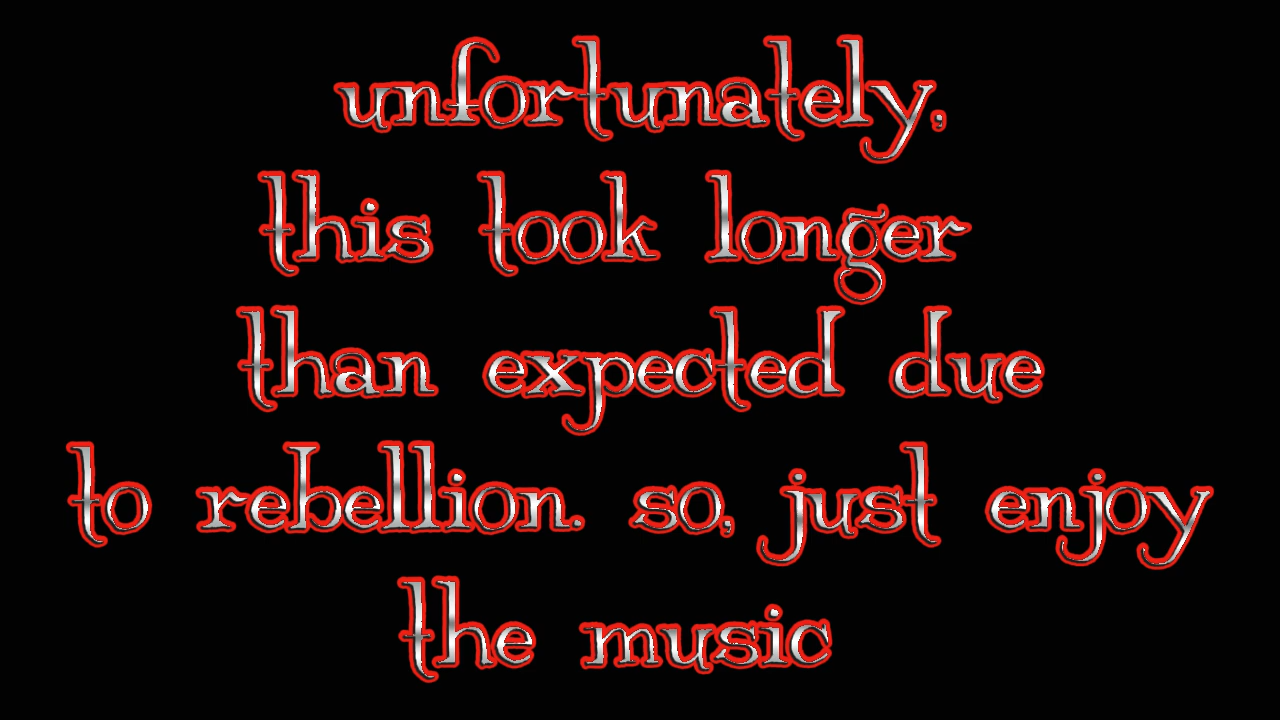 unfortunately,
this took longer
than expected due
to rebellion. so, just enjoy
the music